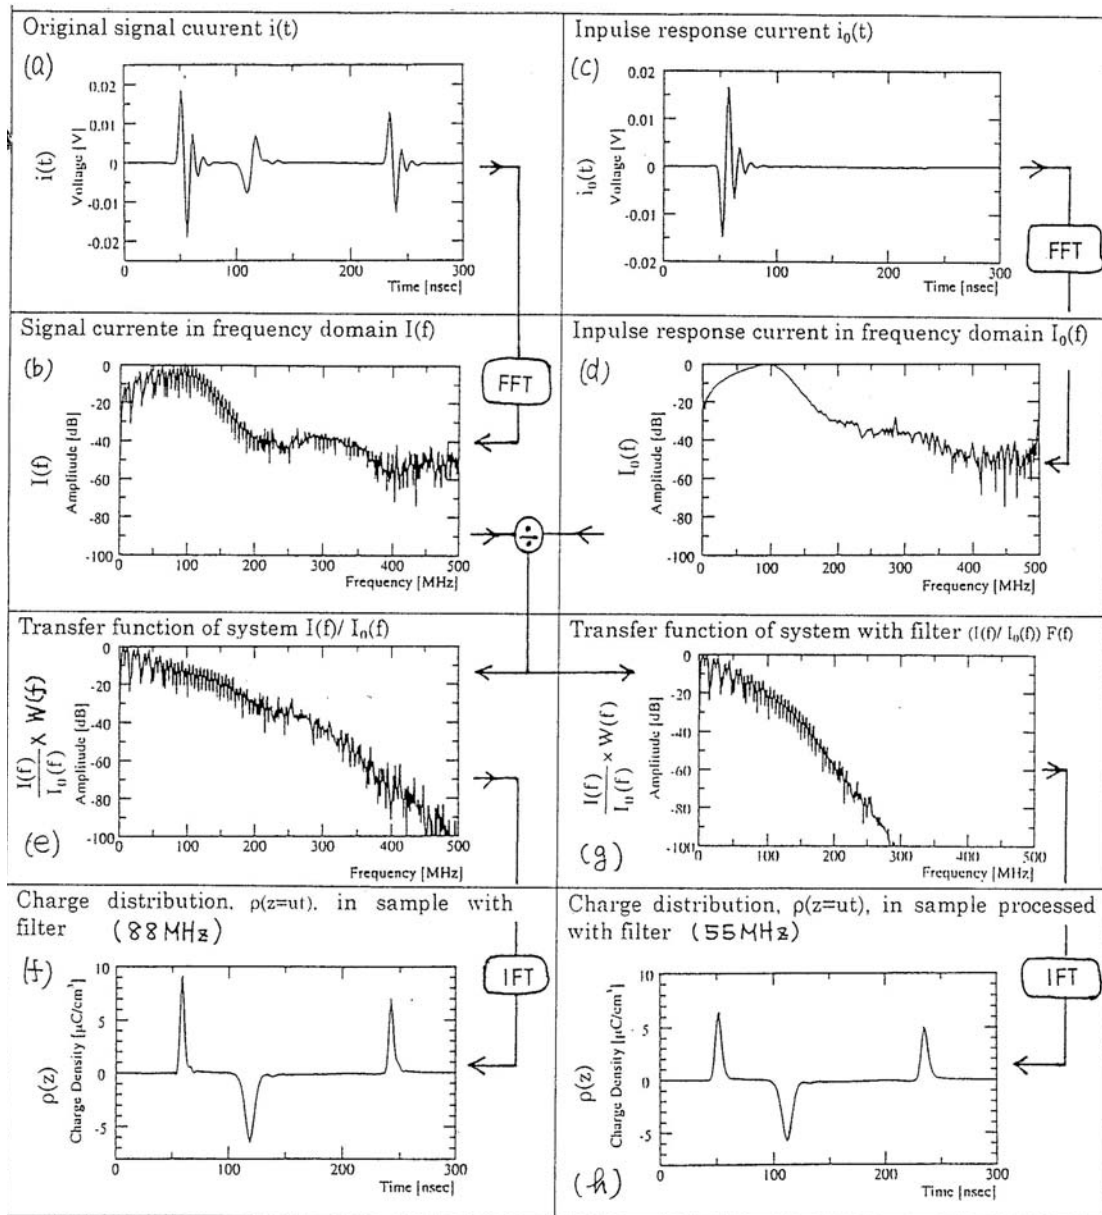 Original signal cuurent i(t)
(a)
0.02
0.01
0
-0.01
-0.02
i(t)
Voltage [V]
0
100
200
300
Time [nsec]
Inpulse response current i₀(t)
(c)
0.02
0.01
0
-0.01
-0.02
i₀(t)
Voltage [V]
0
100
200
300
Time [nsec]
FFT
Signal currente in frequency domain I(f)
(b)
0
-20
-40
-60
-80
-100
I(f)
Amplitude [dB]
0
100
200
300
400
500
Frequency [MHz]
FFT
Inpulse response current in frequency domain I₀(f)
(d)
0
-20
-40
-60
-80
-100
I₀(f)
Amplitude [dB]
0
100
200
300
400
500
Frequency [MHz]
÷
Transfer function of system I(f)/ I₀(f)
0
-20
-40
-60
-80
-100
I(f)/I₀(f) × W(f)
Amplitude [dB]
(e)
0
100
200
300
400
500
Frequency [MHz]
Transfer function of system with filter (I(f)/ I₀(f)) F(f)
0
-20
-40
-60
-80
-100
I(f)/I₀(f) × W(f)
Amplitude [dB]
(g)
0
100
200
300
400
500
Frequency [MHz]
Charge distribution, ρ(z=ut), in sample with
filter (88MHz)
(f)
10
5
0
-5
ρ(z)
Charge Density [μC/cm³]
0
100
200
300
Time [nsec]
IFT
Charge distribution, ρ(z=ut), in sample processed
with filter (55MHz)
10
5
0
-5
ρ(z)
Charge Density [μC/cm³]
(h)
0
100
200
300
Time [nsec]
IFT